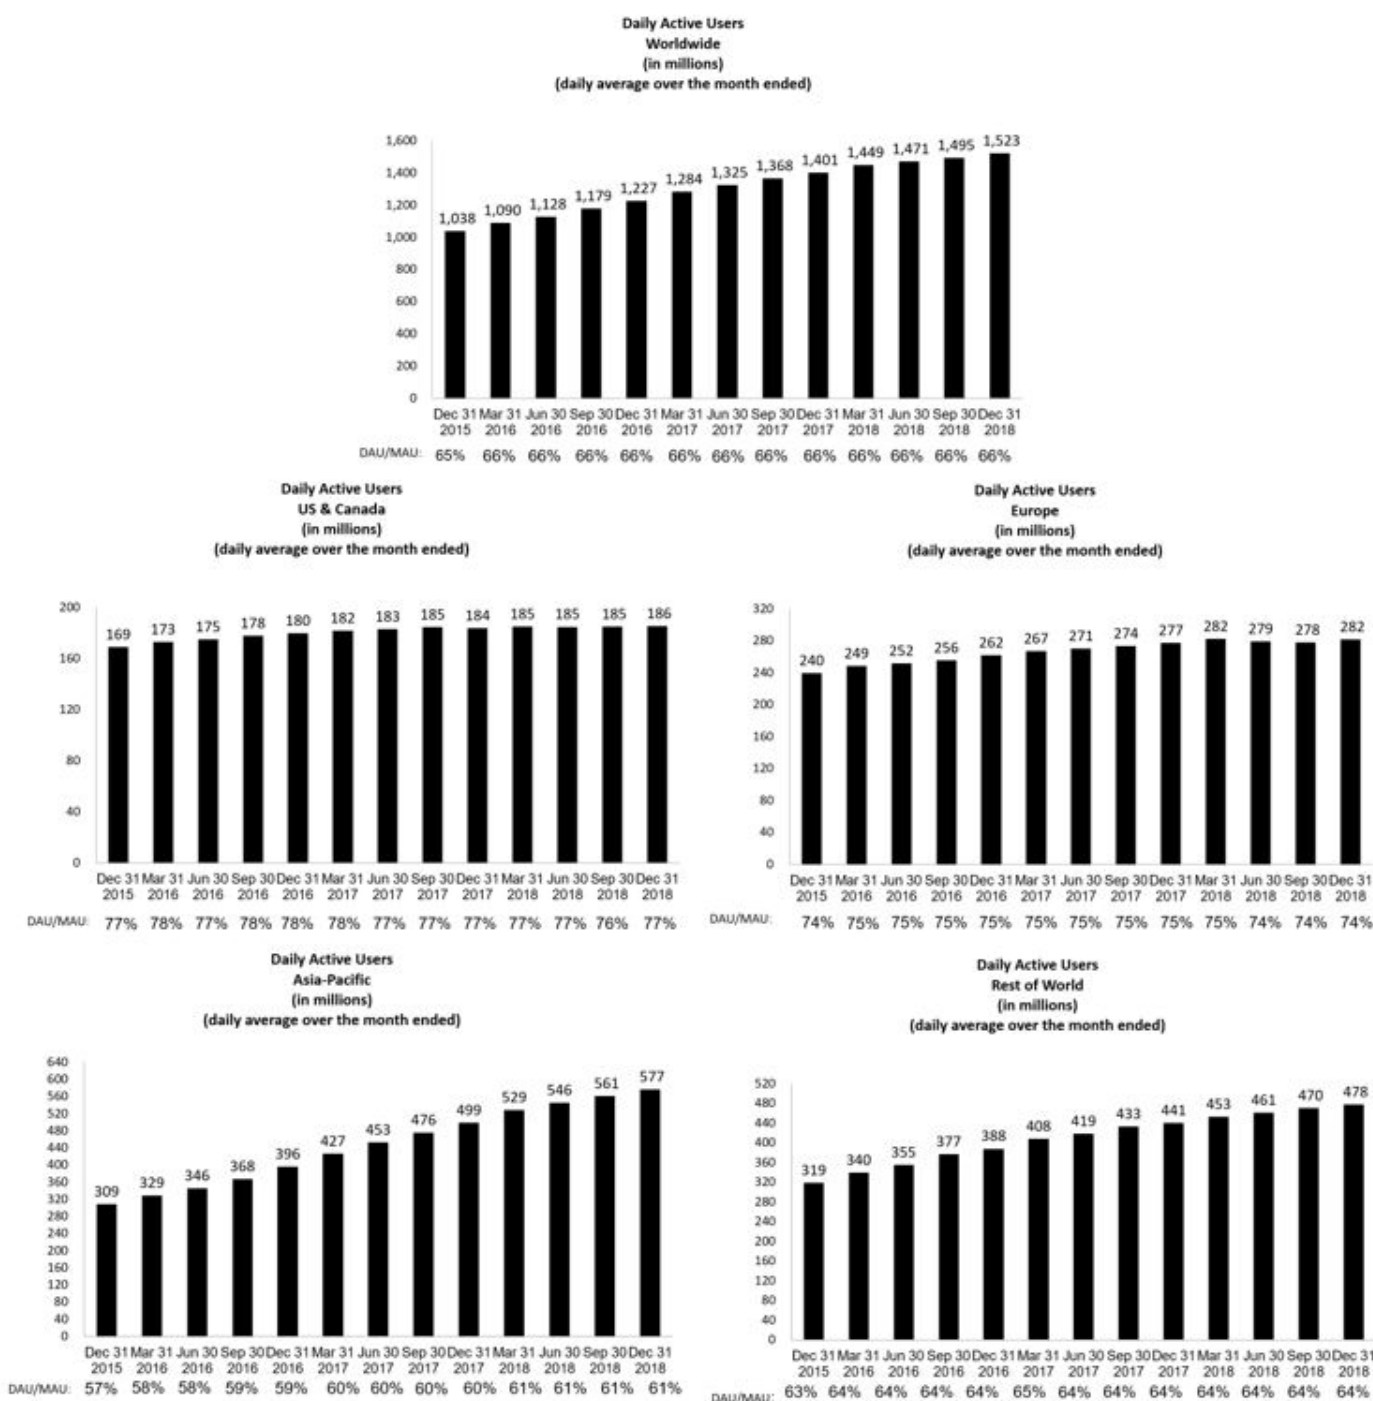 Daily Active Users
Worldwide
(in millions)
(daily average over the month ended)
1,600
1,400
1,200
1,000
800
600
400
200
0
1,038 1,090 1,128 1,179 1,227 1,284 1,325 1,368 1,401 1,449 1,471 1,495 1,523
Dec 31 Mar 31 Jun 30 Sep 30 Dec 31 Mar 31 Jun 30 Sep 30 Dec 31 Mar 31 Jun 30 Sep 30 Dec 31
2015 2016 2016 2016 2016 2017 2017 2017 2017 2018 2018 2018 2018
DAU/MAU: 65% 66% 66% 66% 66% 66% 66% 66% 66% 66% 66% 66% 66%
Daily Active Users
US & Canada
(in millions)
(daily average over the month ended)
200
160
120
80
40
0
169 173 175 178 180 182 183 185 184 185 185 185 186
Dec 31 Mar 31 Jun 30 Sep 30 Dec 31 Mar 31 Jun 30 Sep 30 Dec 31 Mar 31 Jun 30 Sep 30 Dec 31
2015 2016 2016 2016 2016 2017 2017 2017 2017 2018 2018 2018 2018
DAU/MAU: 77% 78% 77% 78% 78% 78% 77% 77% 77% 77% 77% 76% 77%
Daily Active Users
Europe
(in millions)
(daily average over the month ended)
320
280
240
200
160
120
80
40
0
240 249 252 256 262 267 271 274 277 282 279 278 282
Dec 31 Mar 31 Jun 30 Sep 30 Dec 31 Mar 31 Jun 30 Sep 30 Dec 31 Mar 31 Jun 30 Sep 30 Dec 31
2015 2016 2016 2016 2016 2017 2017 2017 2017 2018 2018 2018 2018
DAU/MAU: 74% 75% 75% 75% 75% 75% 75% 75% 75% 75% 74% 74% 74%
Daily Active Users
Asia-Pacific
(in millions)
(daily average over the month ended)
640
600
560
520
480
440
400
360
320
280
240
200
160
120
80
40
0
309 329 346 368 396 427 453 476 499 529 546 561 577
Dec 31 Mar 31 Jun 30 Sep 30 Dec 31 Mar 31 Jun 30 Sep 30 Dec 31 Mar 31 Jun 30 Sep 30 Dec 31
2015 2016 2016 2016 2016 2017 2017 2017 2017 2018 2018 2018 2018
DAU/MAU: 57% 58% 58% 59% 59% 60% 60% 60% 60% 61% 61% 61% 61%
Daily Active Users
Rest of World
(in millions)
(daily average over the month ended)
520
480
440
400
360
320
280
240
200
160
120
80
40
0
319 340 355 377 388 408 419 433 441 453 461 470 478
Dec 31 Mar 31 Jun 30 Sep 30 Dec 31 Mar 31 Jun 30 Sep 30 Dec 31 Mar 31 Jun 30 Sep 30 Dec 31
2015 2016 2016 2016 2016 2017 2017 2017 2017 2018 2018 2018 2018
DAU/MAU: 63% 64% 64% 64% 64% 65% 64% 64% 64% 64% 64% 64% 64%